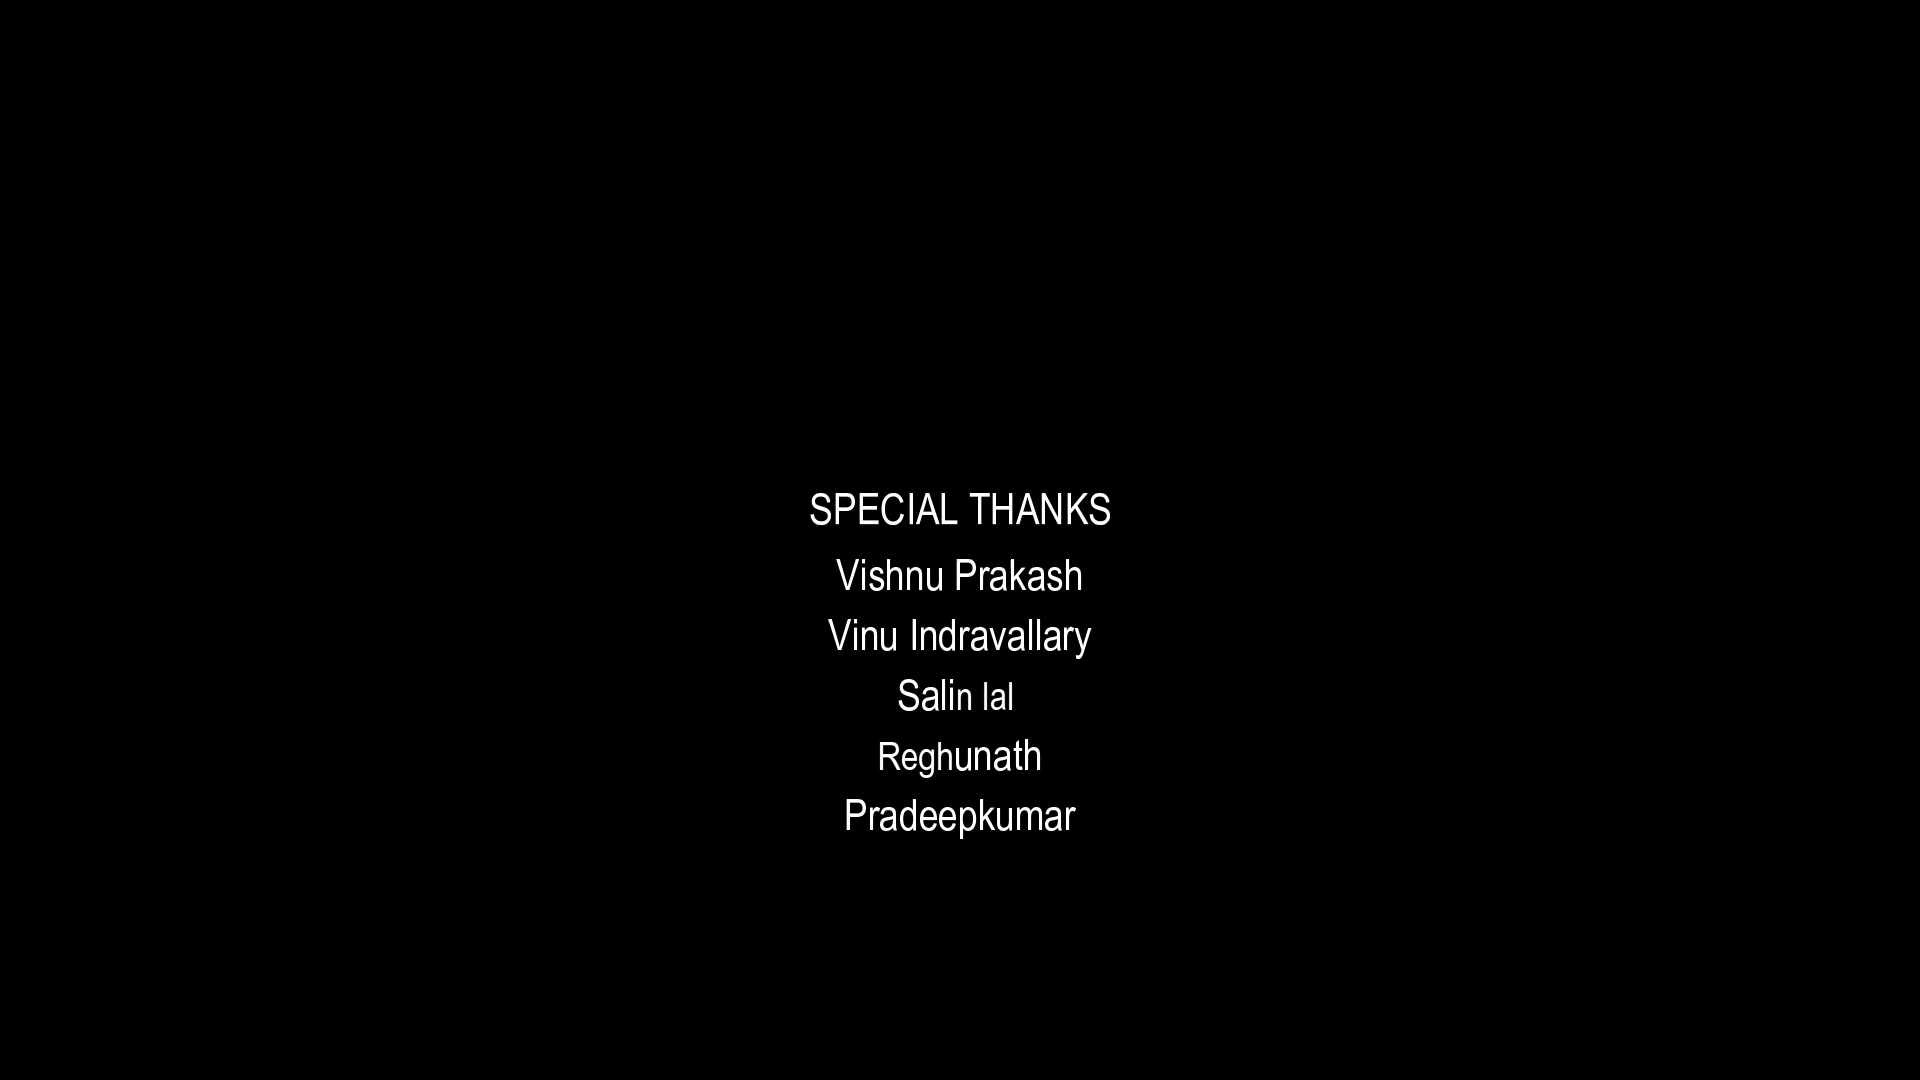 SPECIAL THANKS
Vishnu Prakash
Vinu Indravallary
Salin lal
Reghunath
Pradeepkumar